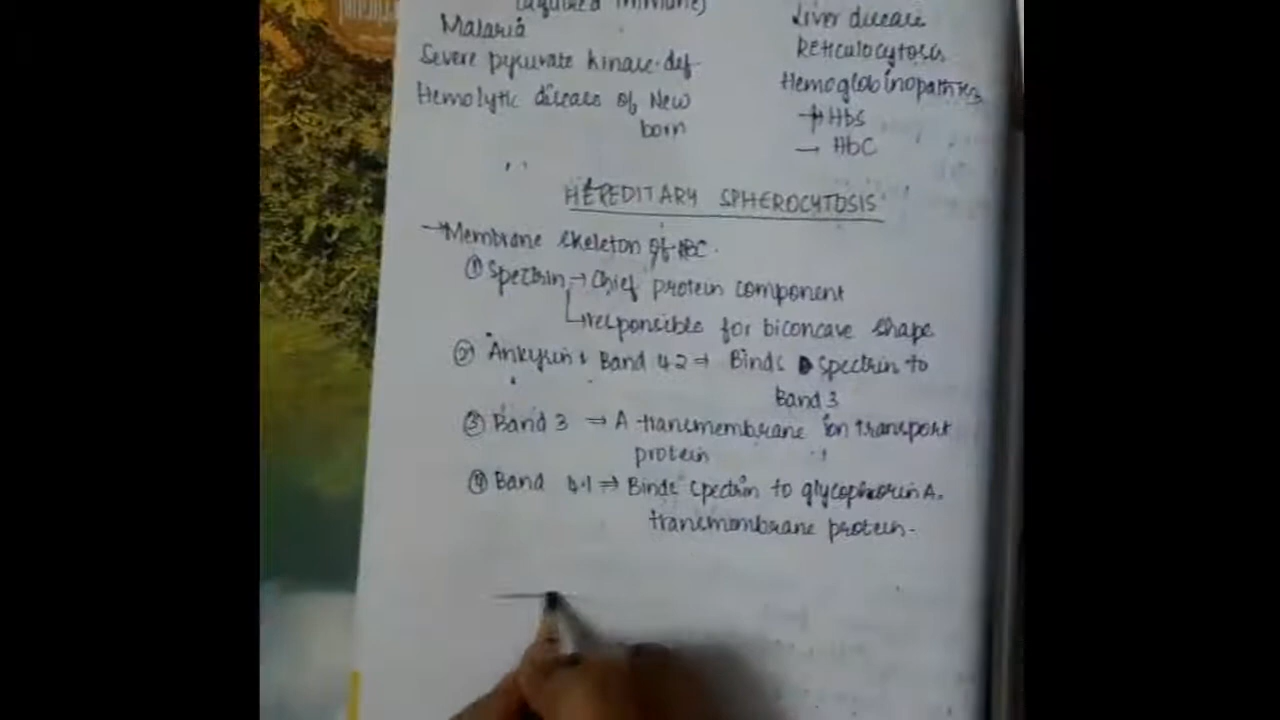 (acquired immune)
Malaria
Severe pyruvate kinase def-
Hemolytic disease of New
born
Liver disease
Reticulocytosis
Hemoglobinopathies
→ HbS
→ HbC
HEREDITARY SPHEROCYTOSIS
→ Membrane skeleton of RBC.
① Spectrin → Chief protein component
↳ responsible for biconcave shape
② Ankyrin + Band 4.2 ⇒ Binds spectrin to
Band 3
③ Band 3 ⇒ A transmembrane ion transport
protein
④ Band 4.1 ⇒ Binds spectrin to glycophorin A.
transmembrane protein-